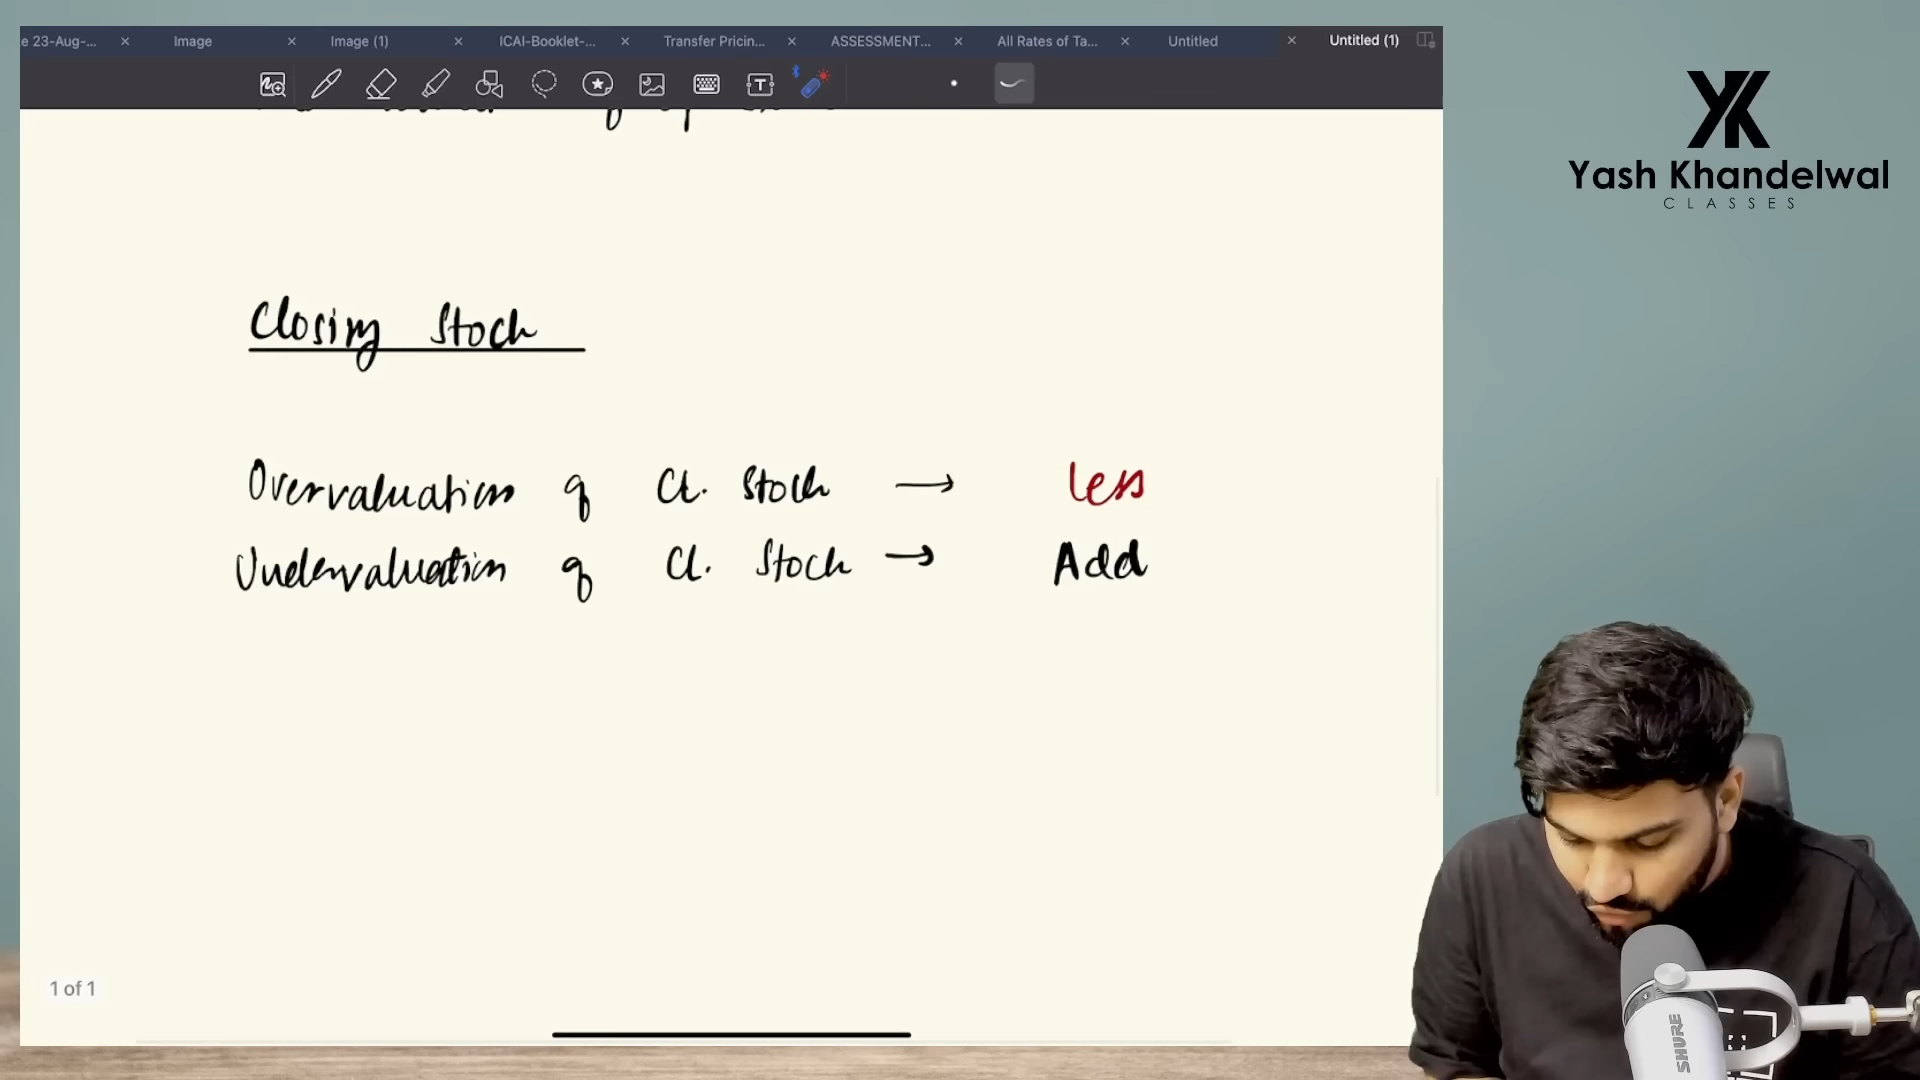 e 23-Aug-... × Image × Image (1) × ICAI-Booklet-... × Transfer Pricin... × ASSESSMENT... × All Rates of Ta... × Untitled × Untitled (1)
Yash Khandelwal
CLASSES
Closing Stock
Overvaluation of Cl. Stock → Less
Undervaluation of Cl. Stock → Add
1 of 1
SHURE